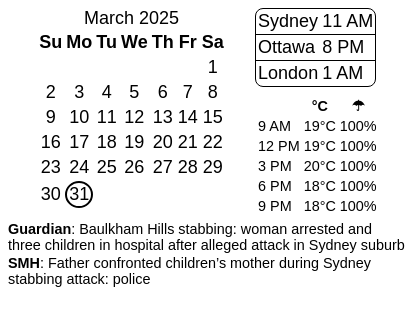 March 2025
Su Mo Tu We Th Fr Sa
1
2 3 4 5 6 7 8
9 10 11 12 13 14 15
16 17 18 19 20 21 22
23 24 25 26 27 28 29
30 31
Sydney 11 AM
Ottawa 8 PM
London 1 AM
°C ☂
9 AM 19°C 100%
12 PM 19°C 100%
3 PM 20°C 100%
6 PM 18°C 100%
9 PM 18°C 100%
Guardian: Baulkham Hills stabbing: woman arrested and
three children in hospital after alleged attack in Sydney suburb
SMH: Father confronted children’s mother during Sydney
stabbing attack: police